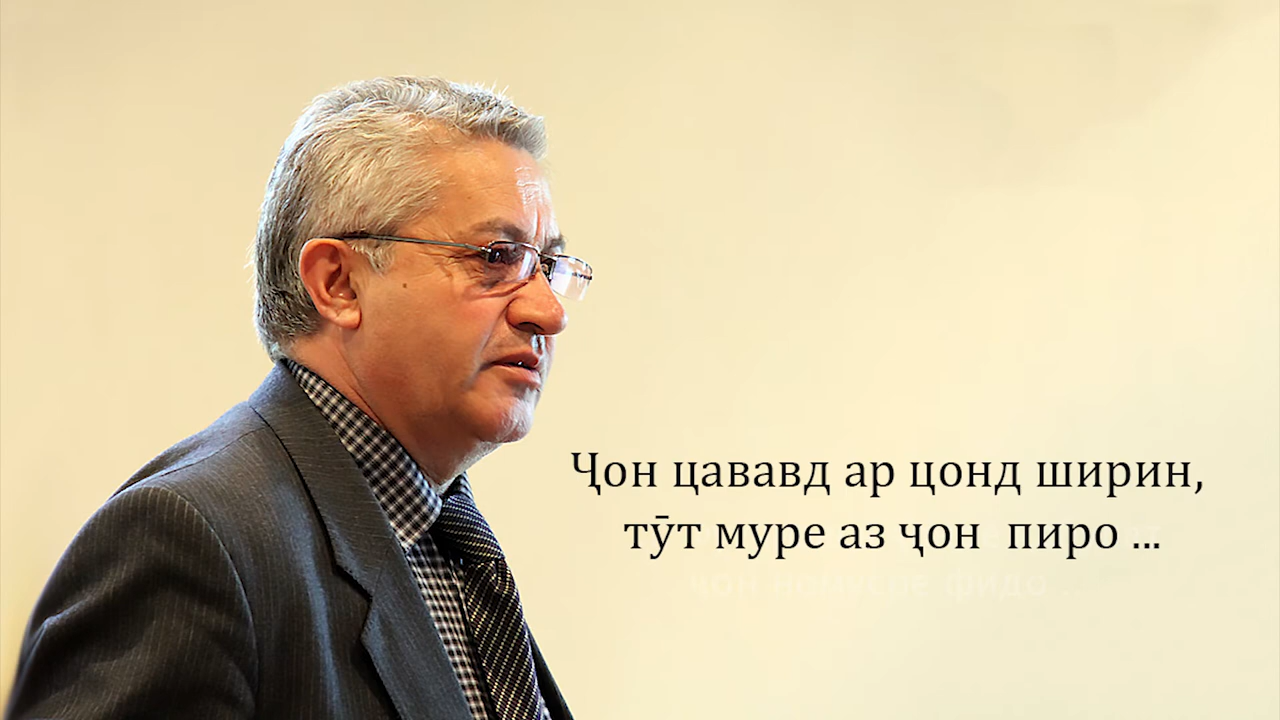 Ҷон цававд ар цонд ширин,
тӯт муре аз ҷон пиро ...